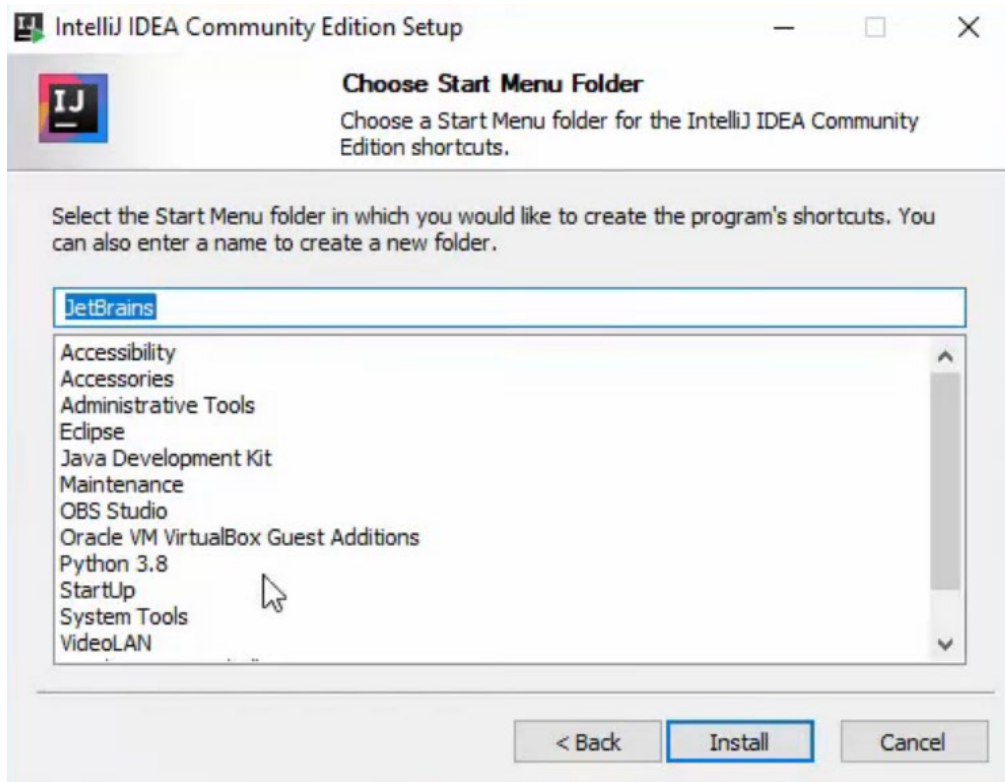 IntelliJ IDEA Community Edition Setup
IJ
Choose Start Menu Folder
Choose a Start Menu folder for the IntelliJ IDEA Community
Edition shortcuts.
Select the Start Menu folder in which you would like to create the program's shortcuts. You
can also enter a name to create a new folder.
JetBrains
Accessibility
Accessories
Administrative Tools
Eclipse
Java Development Kit
Maintenance
OBS Studio
Oracle VM VirtualBox Guest Additions
Python 3.8
StartUp
System Tools
VideoLAN
< Back Install Cancel